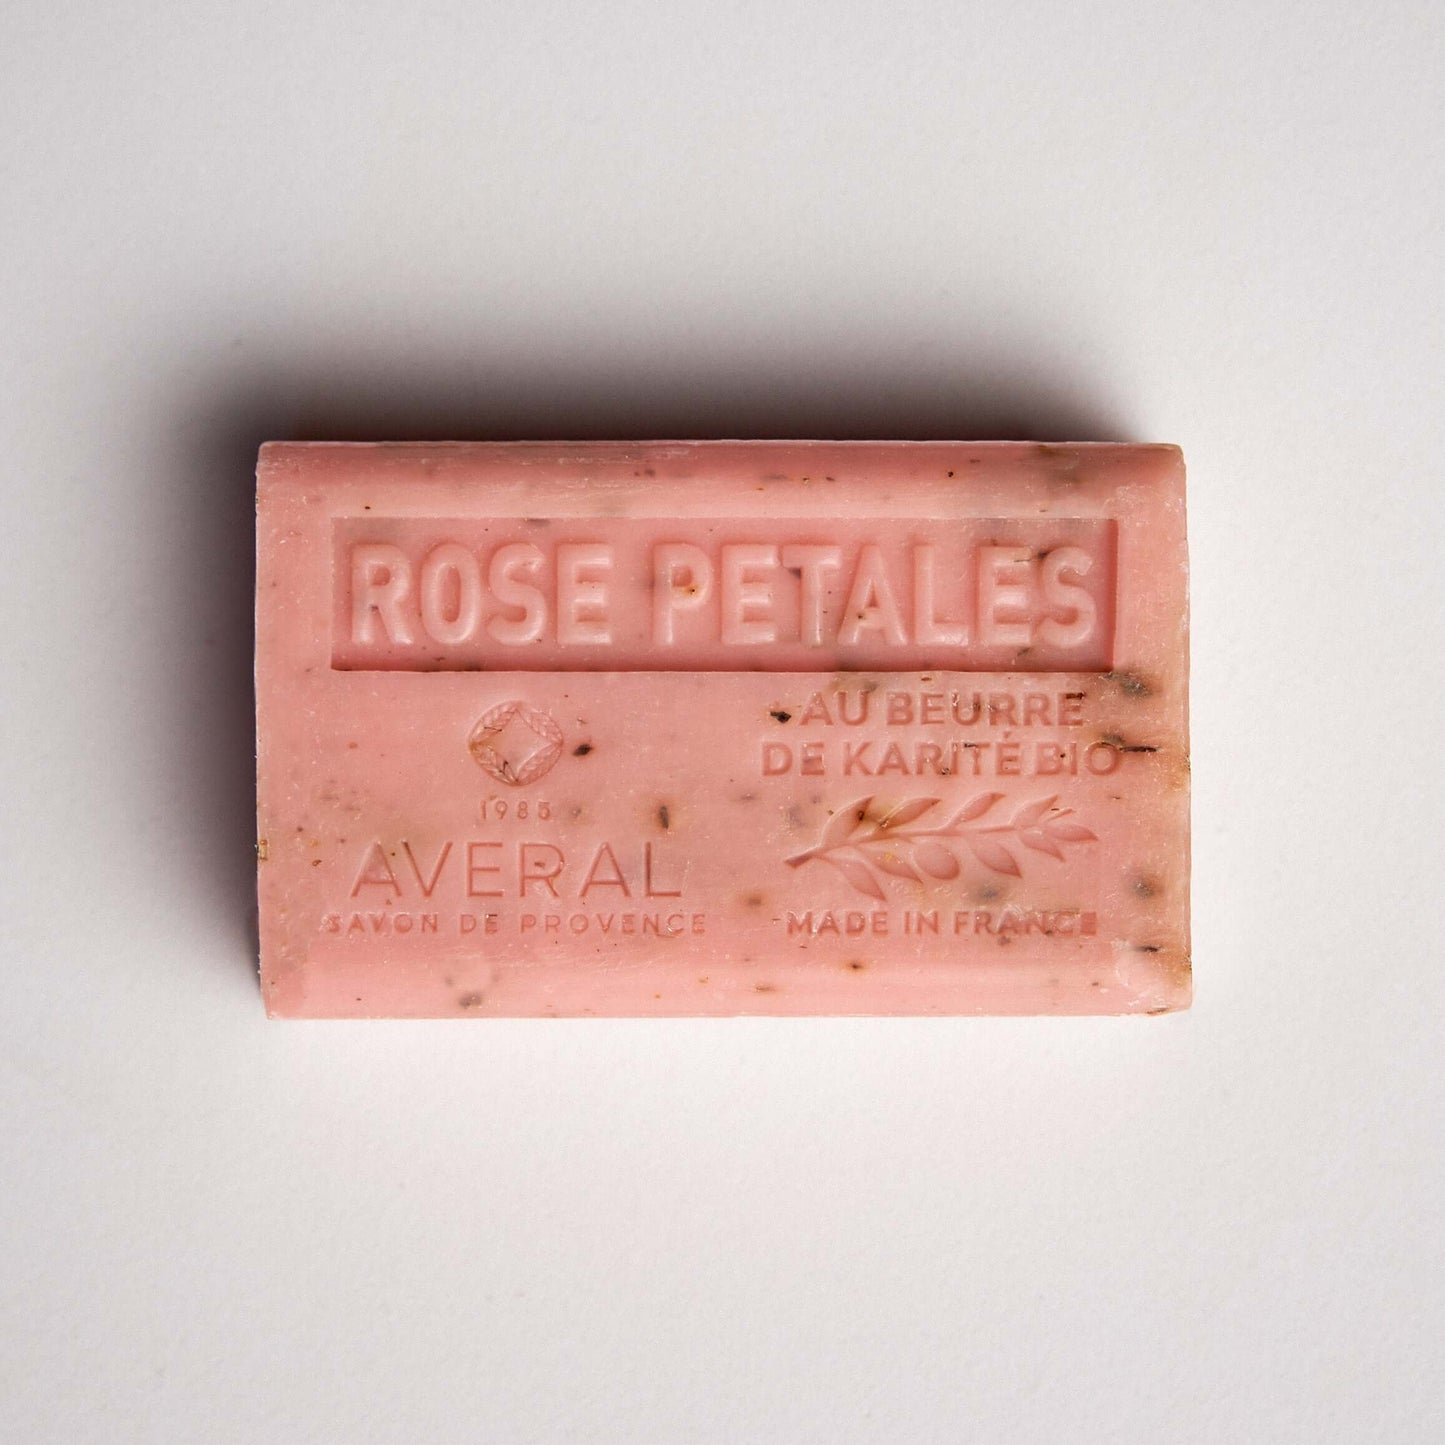 ROSE PETALES
1985
AVERAL
SAVON DE PROVENCE
AU BEURRE
DE KARITÉ BIO
MADE IN FRANCE